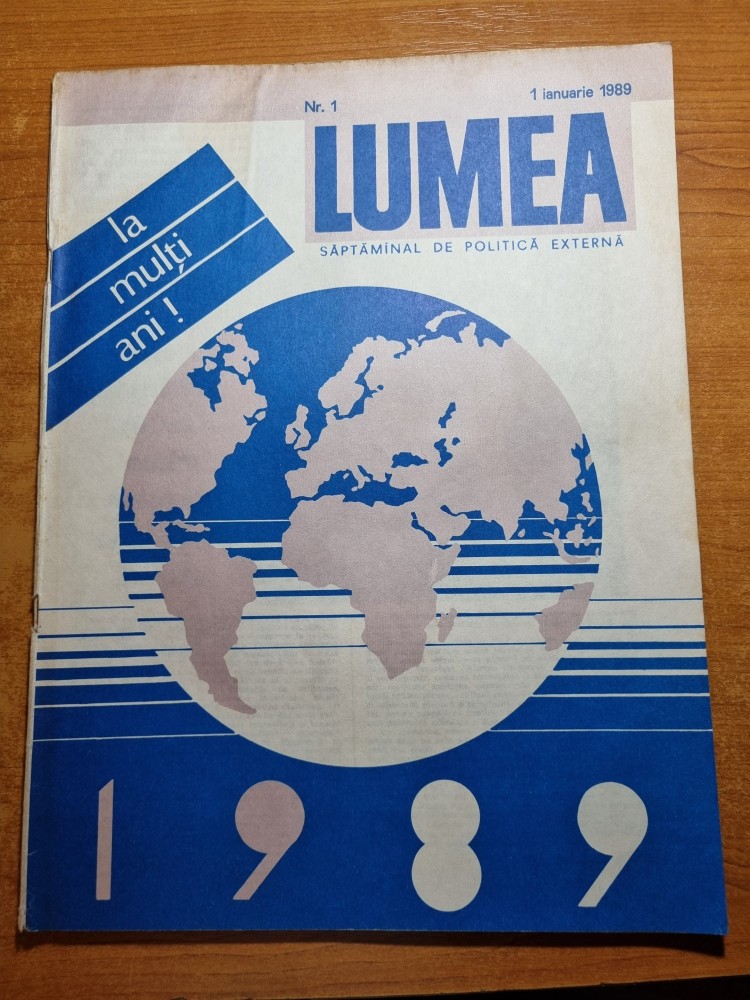 Nr. 1
1 ianuarie 1989
LUMEA
SĂPTĂMÎNAL DE POLITICĂ EXTERNĂ
la
mulți
ani !
1989